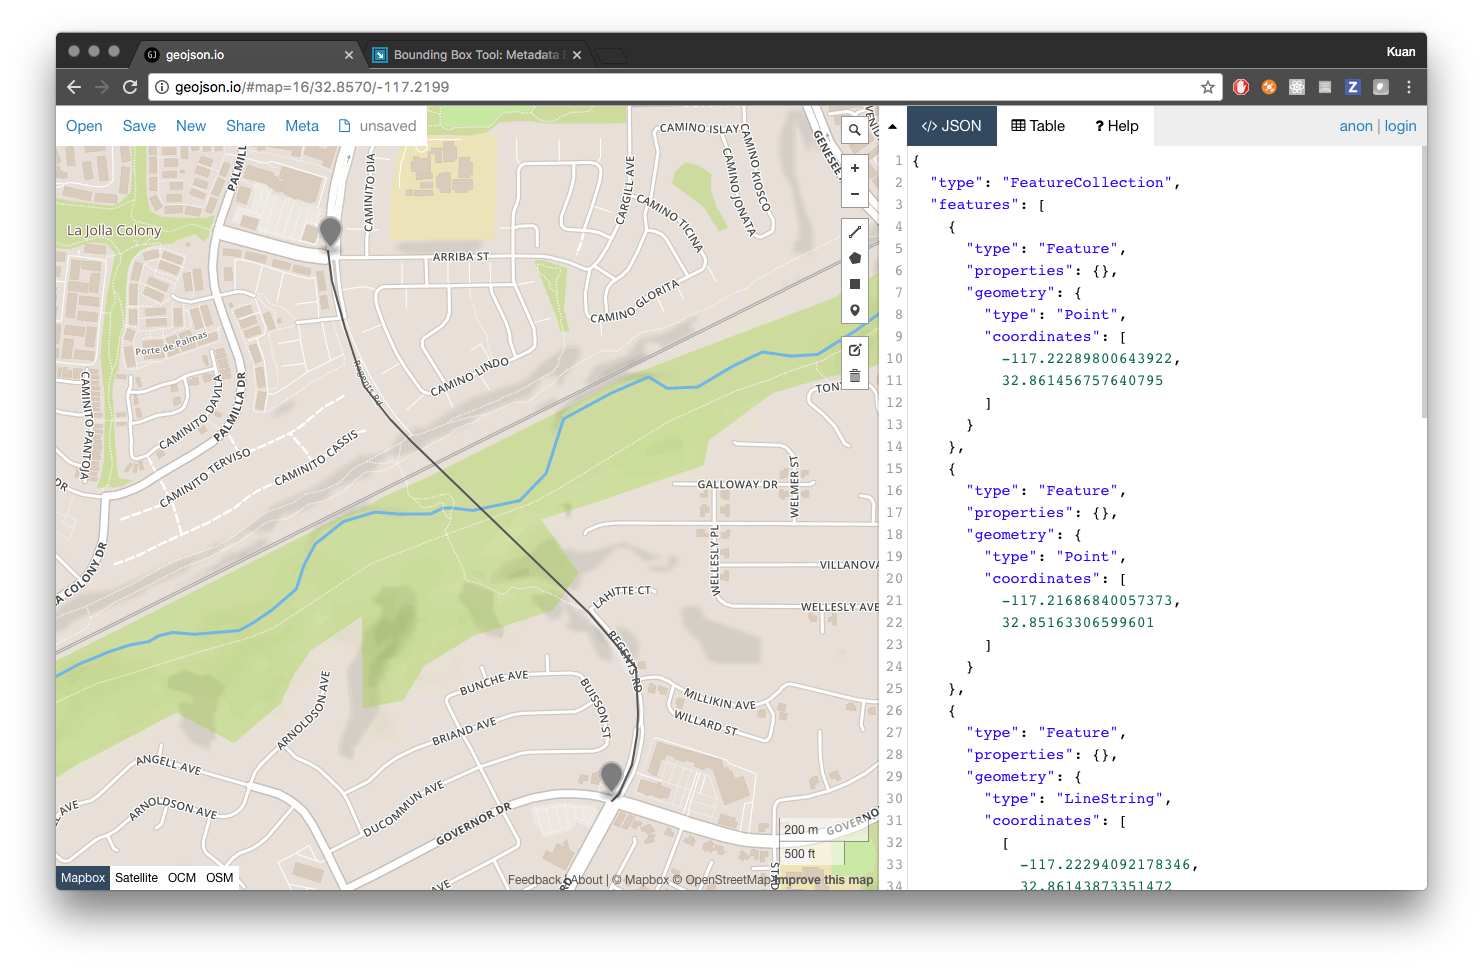 geojson.io
Bounding Box Tool: Metadata
Kuan
geojson.io/#map=16/32.8570/-117.2199
Open Save New Share Meta unsaved
</> JSON Table ? Help
anon | login
CAMINO ISLAY
CAMINO KIOSCO
CAMINO JONATA
GENESEE
PALMILL
CAMINITO DIA
CARGILL AVE
CAMINO TICINA
La Jolla Colony
ARRIBA ST
CAMINO GLORITA
Porte de Palmas
Regents Rd
CAMINO LINDO
TON
CAMINITO PANTOJA
CAMINITO DAVILA
PALMILLA DR
CAMINITO TERVISO
CAMINITO CASSIS
DR
GALLOWAY DR
WELMER ST
WELLESLY PL
VILLANOVA
A COLONY DR
LAHITTE CT
WELLESLY AVE
REGENTS RD
BUNCHE AVE
BUISSON ST
MILLIKIN AVE
WILLARD ST
ARNOLDSON AVE
BRIAND AVE
ANGELL AVE
DUCOMMUN AVE
ARNOLDSON AVE
AVE
GOVERNOR DR
GOVERNO
200 m
500 ft
STAD
AVE
RD
Mapbox Satellite OCM OSM
Feedback | About | © Mapbox © OpenStreetMap Improve this map
1 {
2 "type": "FeatureCollection",
3 "features": [
4 {
5 "type": "Feature",
6 "properties": {},
7 "geometry": {
8 "type": "Point",
9 "coordinates": [
10 -117.22289800643922,
11 32.861456757640795
12 ]
13 }
14 },
15 {
16 "type": "Feature",
17 "properties": {},
18 "geometry": {
19 "type": "Point",
20 "coordinates": [
21 -117.21686840057373,
22 32.85163306599601
23 ]
24 }
25 },
26 {
27 "type": "Feature",
28 "properties": {},
29 "geometry": {
30 "type": "LineString",
31 "coordinates": [
32 [
33 -117.22294092178346,
34 32.86143873351472